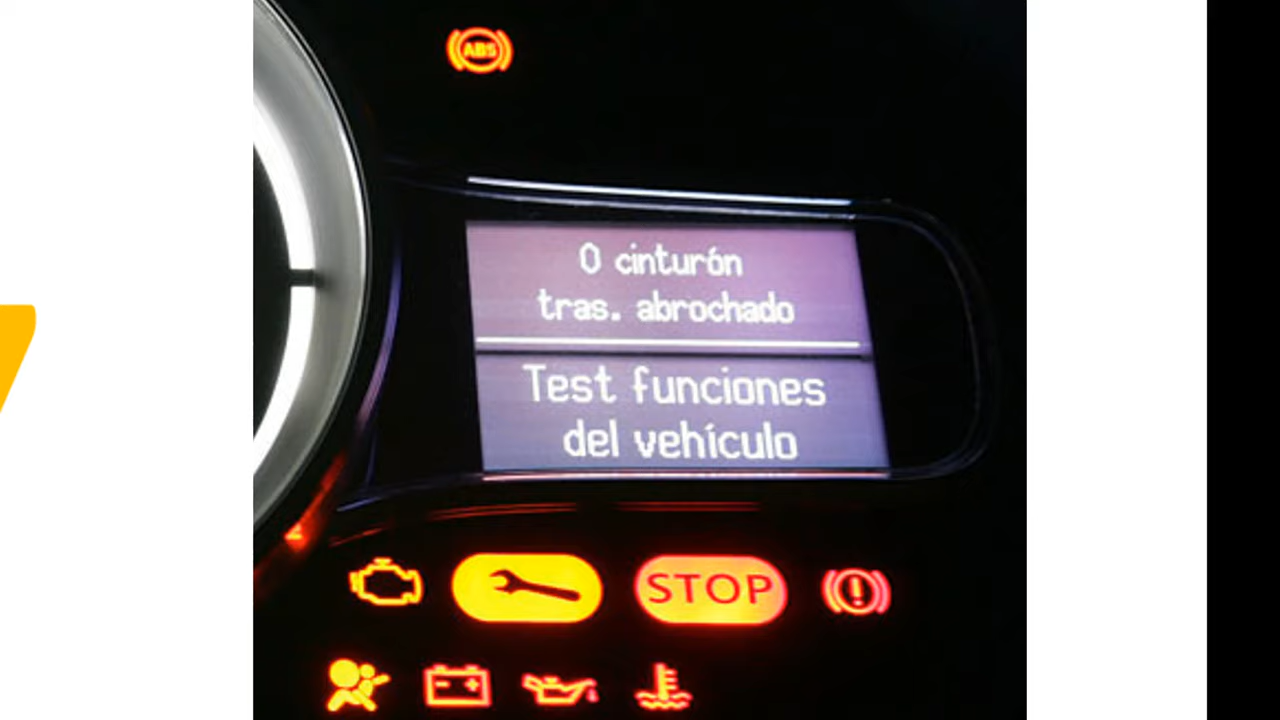 ABS
0 cinturón
tras. abrochado
Test funciones
del vehículo
STOP